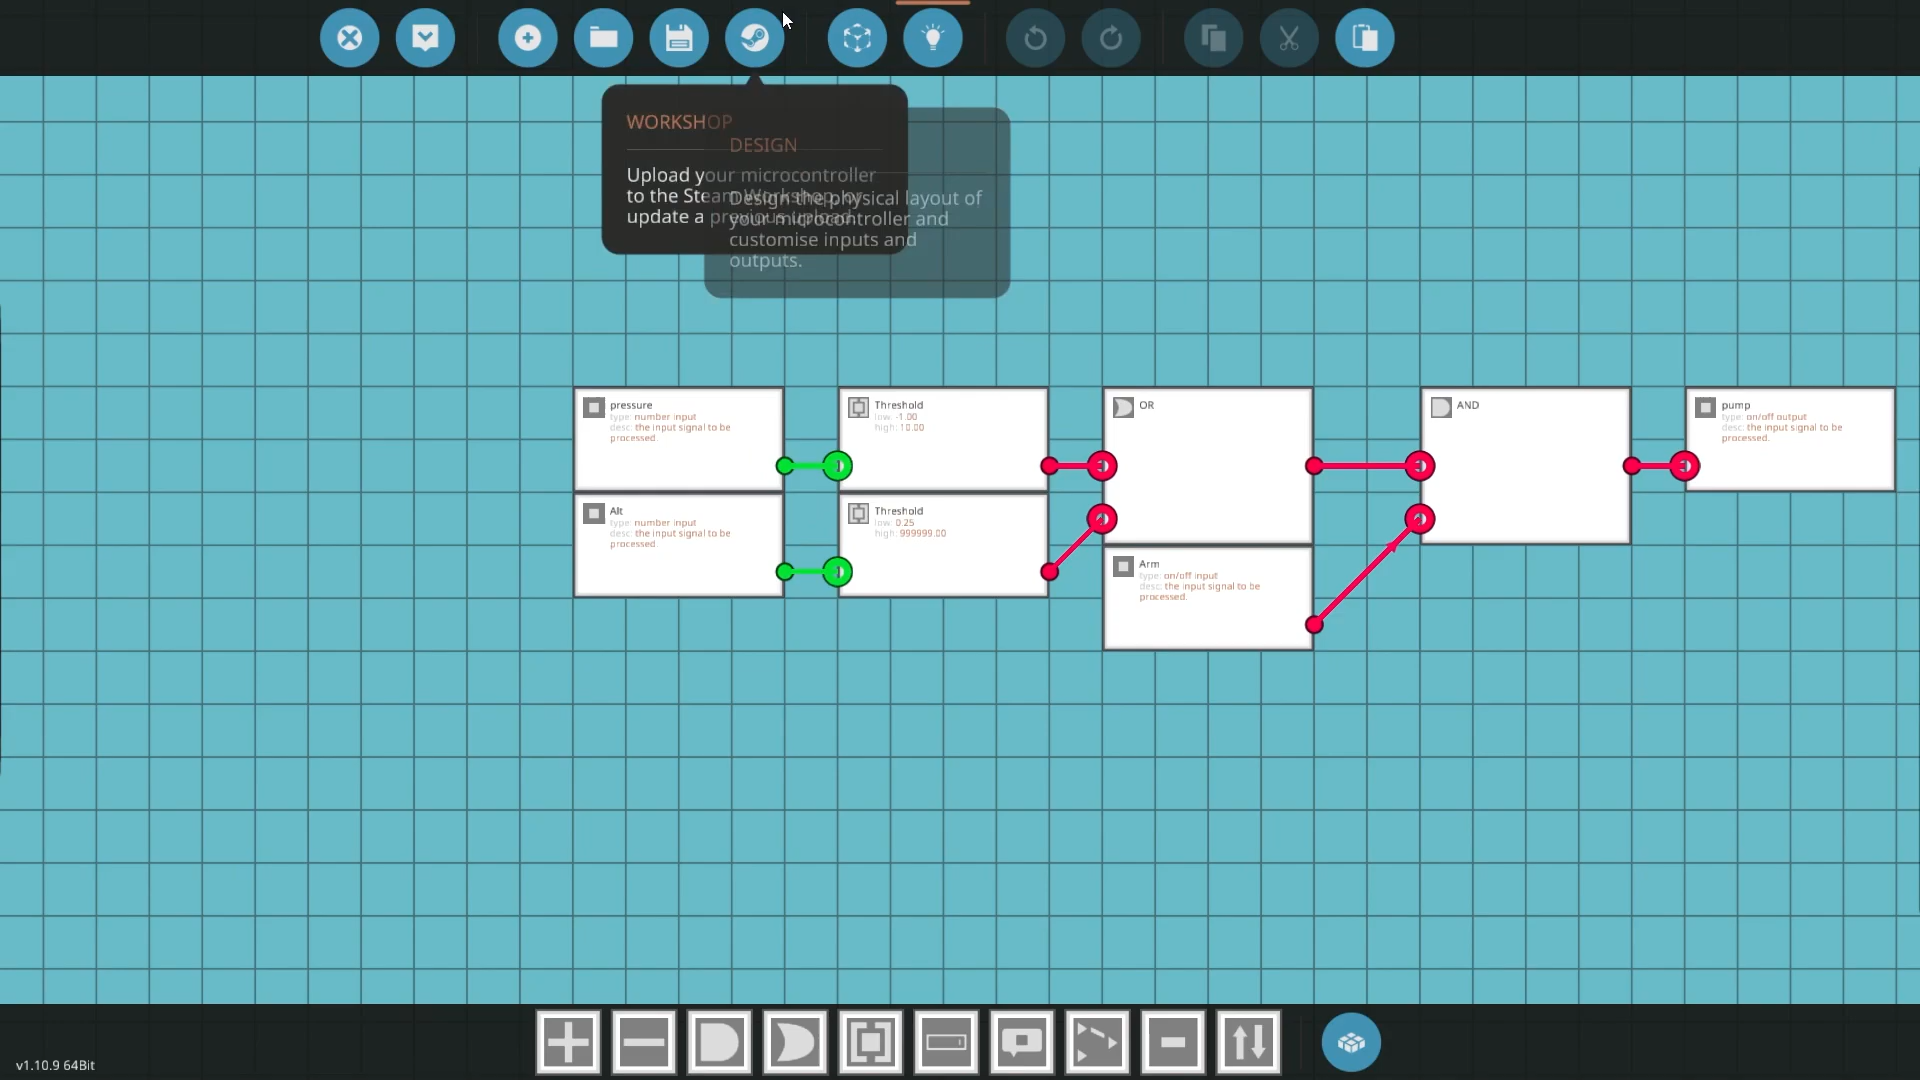 WORKSHOP
Upload your microcontroller
to the Steam Workshop, or
update a previous upload.
DESIGN
Design the physical layout of
your microcontroller and
customise inputs and
outputs.
pressure
type: number input
desc: the input signal to be
processed.
Threshold
low: -1.00
high: 10.00
OR
AND
pump
type: on/off output
desc: the input signal to be
processed.
Alt
type: number input
desc: the input signal to be
processed.
Threshold
low: 0.25
high: 999999.00
Arm
type: on/off input
desc: the input signal to be
processed.
v1.10.9 64Bit